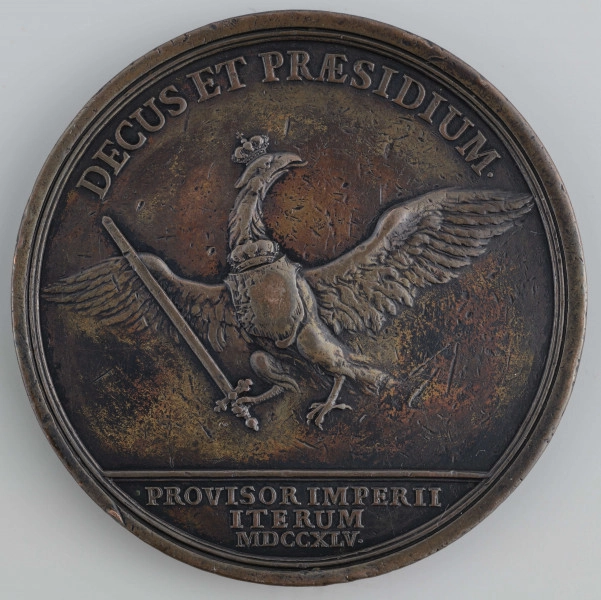 DECUS ET PRÆSIDIUM.
PROVISOR IMPERII
ITERUM
MDCCXLV.